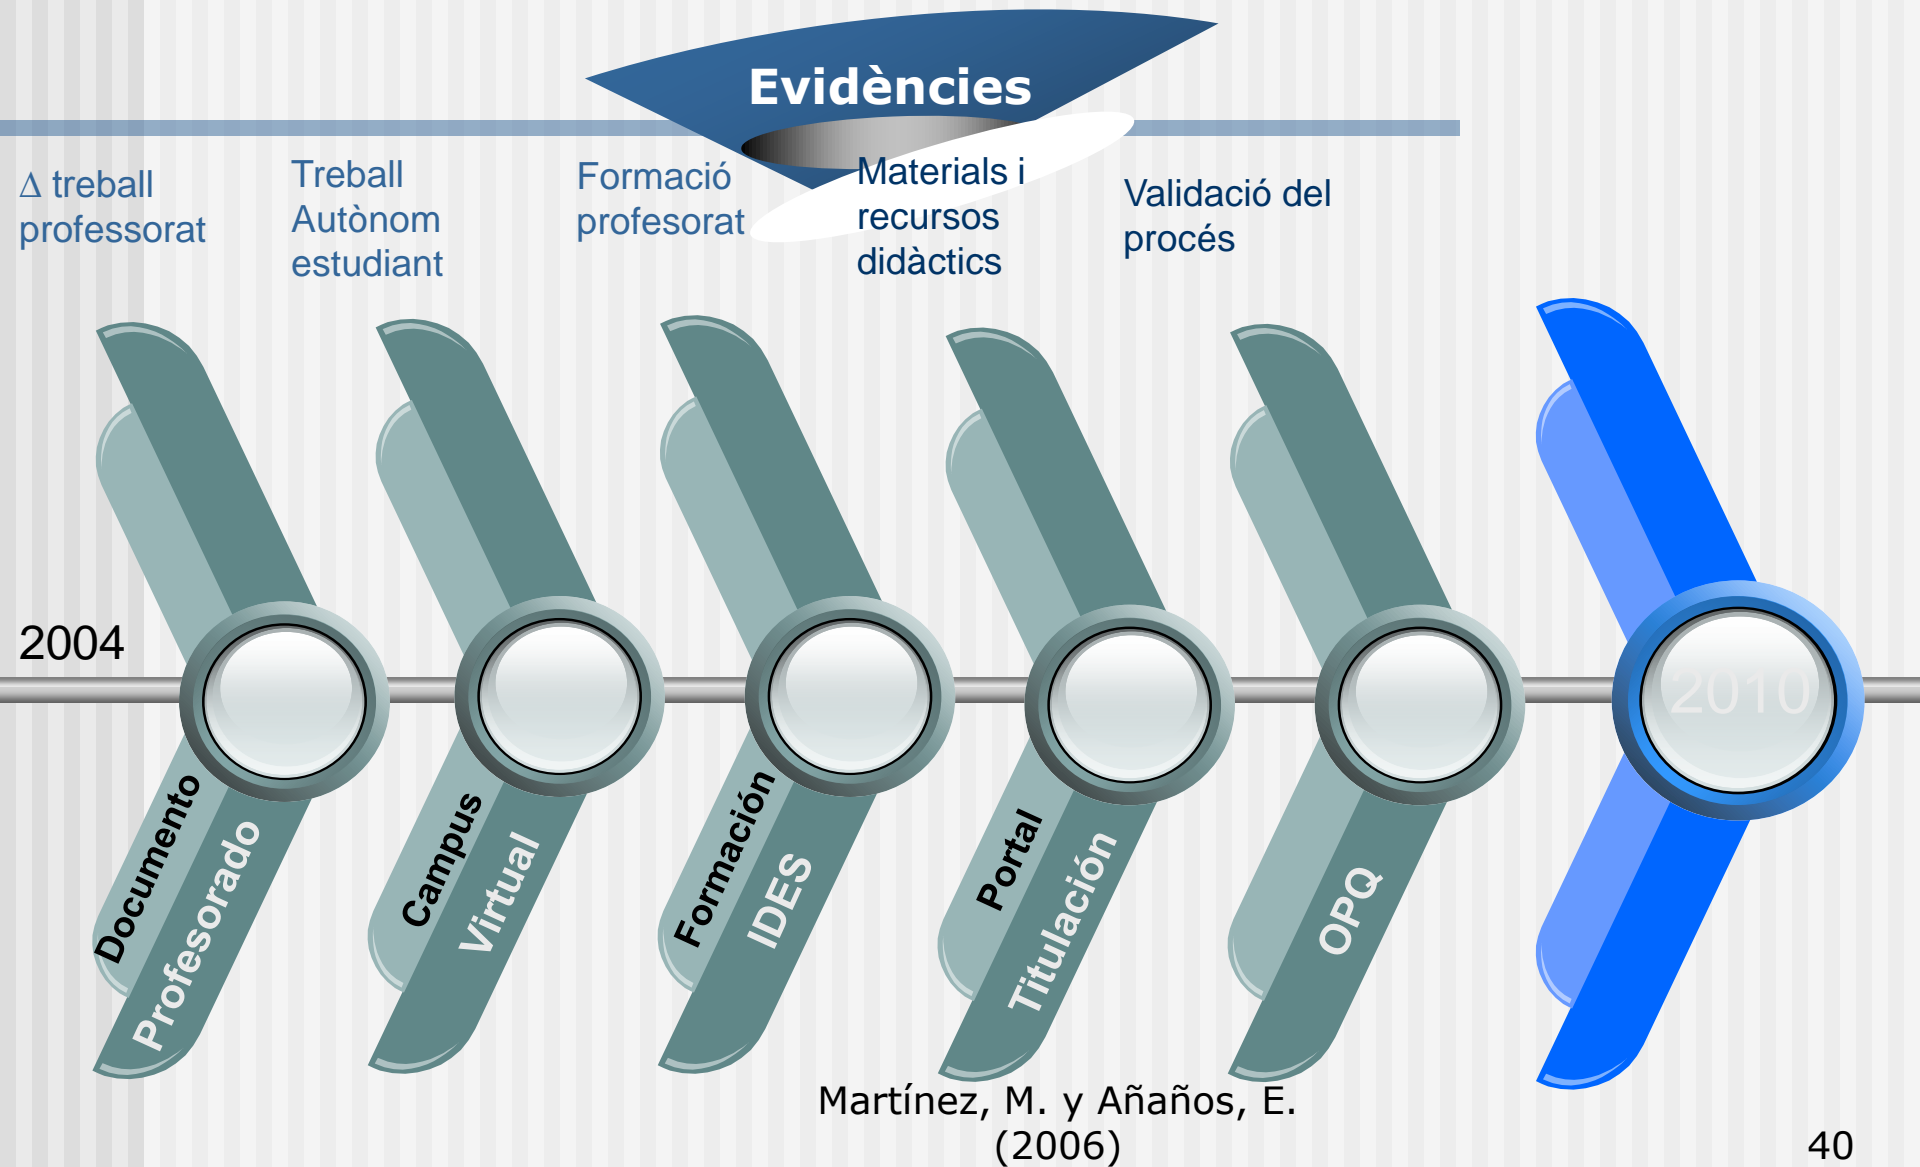 Evidències
Δ treball
professorat
Treball
Autònom
estudiant
Formació
profesorat
Materials i
recursos
didàctics
Validació del
procés
2004
2010
Documento
Profesorado
Campus
Virtual
Formación
IDES
Portal
Titulación
OPQ
Martínez, M. y Añaños, E.
(2006)
40